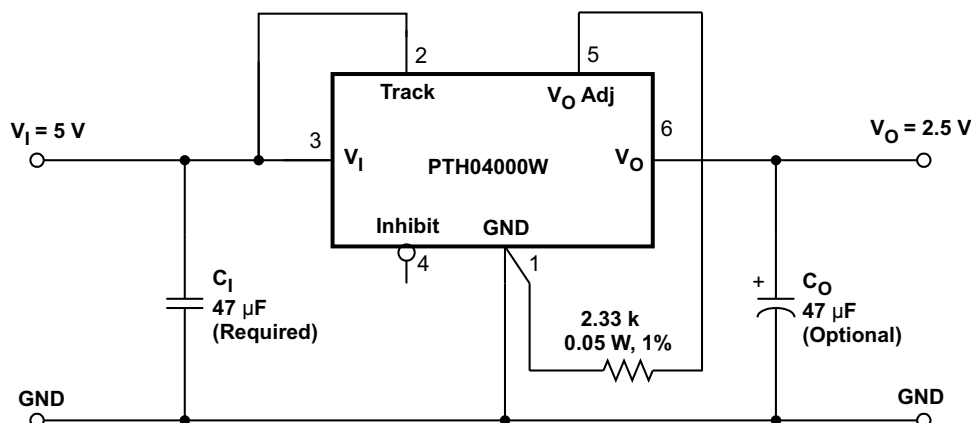 2
5
Track
V_O Adj
V_I = 5 V
3
6
V_O = 2.5 V
V_I
PTH04000W
V_O
Inhibit
GND
4
1
C_I
47 μF
(Required)
2.33 k
0.05 W, 1%
+
C_O
47 μF
(Optional)
GND
GND